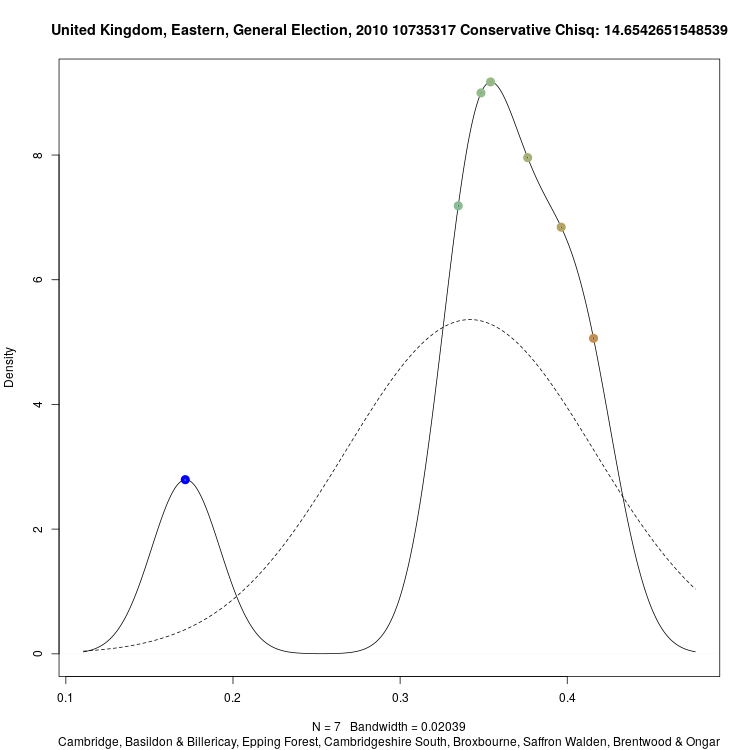 United Kingdom, Eastern, General Election, 2010 10735317 Conservative Chisq: 14.6542651548539
Density
8
6
4
2
0
0.1 0.2 0.3 0.4
N = 7 Bandwidth = 0.02039
Cambridge, Basildon & Billericay, Epping Forest, Cambridgeshire South, Broxbourne, Saffron Walden, Brentwood & Ongar